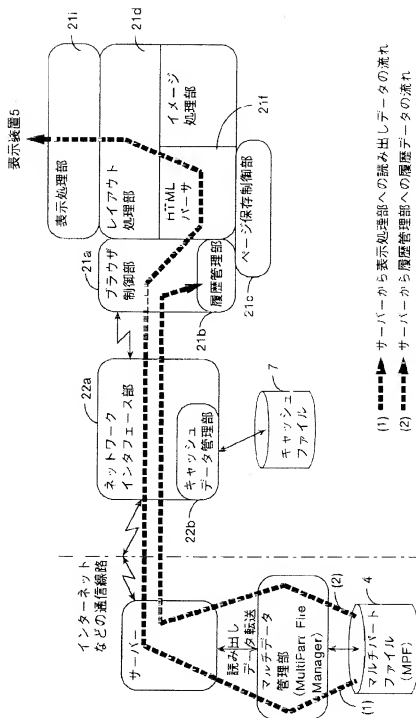 表示装置5
21i
表示処理部
21d
レイアウト
処理部
イメージ
処理部
HTML
パーサ
21f
21a
ブラウザ
制御部
履歴管理部
21b
ページ保存制御部
21c
22a
ネットワーク
インタフェース部
キャッシュ
データ管理部
22b
7
キャッシュ
ファイル
インターネット
などの通信線路
サーバー
読み出し
データ転送
マルチデータ
管理部
(MultiPart Fire
Manager)
4
マルチパート
ファイル
(MPF)
(1)
(2)
(1) サーバーから表示処理部への読み出しデータの流れ
(2) サーバーから履歴管理部への履歴データの流れ